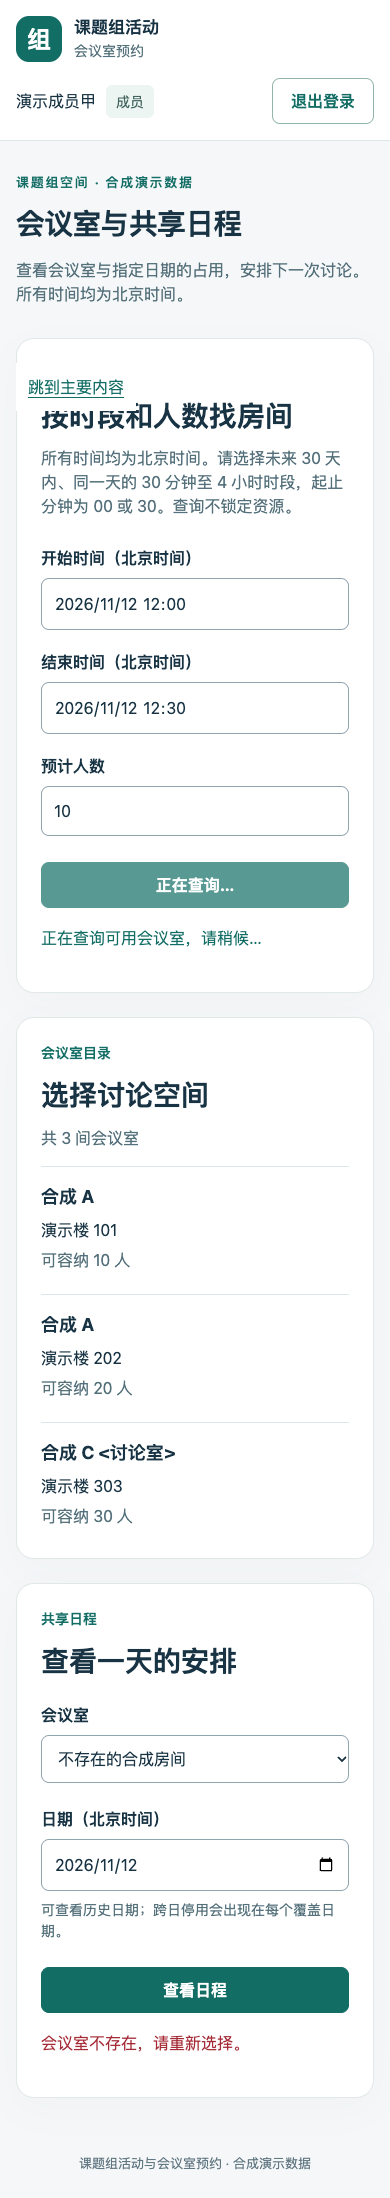 组
课题组活动
会议室预约
演示成员甲
成员
退出登录
课题组空间 · 合成演示数据
会议室与共享日程
查看会议室与指定日期的占用，安排下一次讨论。
所有时间均为北京时间。
跳到主要内容
按时段和人数找房间
所有时间均为北京时间。请选择未来 30 天
内、同一天的 30 分钟至 4 小时时段，起止
分钟为 00 或 30。查询不锁定资源。
开始时间（北京时间）
2026/11/12 12:00
结束时间（北京时间）
2026/11/12 12:30
预计人数
10
正在查询...
正在查询可用会议室，请稍候...
会议室目录
选择讨论空间
共 3 间会议室
合成 A
演示楼 101
可容纳 10 人
合成 A
演示楼 202
可容纳 20 人
合成 C <讨论室>
演示楼 303
可容纳 30 人
共享日程
查看一天的安排
会议室
不存在的合成房间
日期（北京时间）
2026/11/12
可查看历史日期；跨日停用会出现在每个覆盖日
期。
查看日程
会议室不存在，请重新选择。
课题组活动与会议室预约 · 合成演示数据